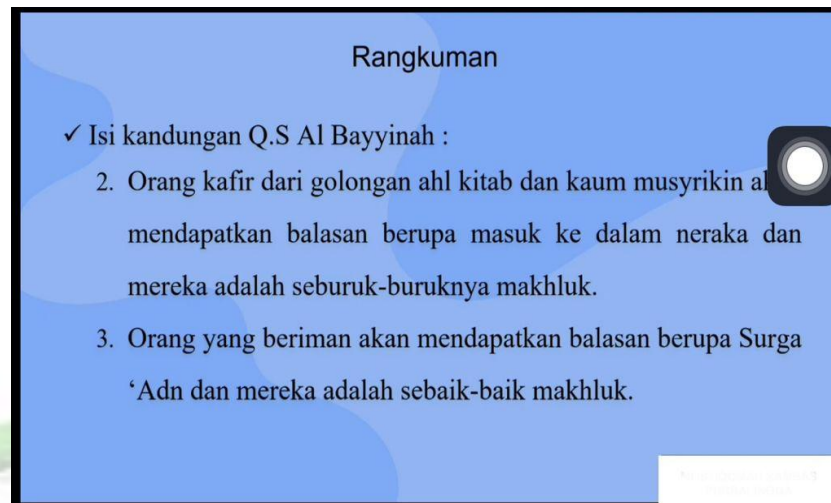 Rangkuman
✓ Isi kandungan Q.S Al Bayyinah :
2. Orang kafir dari golongan ahl kitab dan kaum musyrikin
mendapatkan balasan berupa masuk ke dalam neraka dan
mereka adalah seburuk-buruknya makhluk.
3. Orang yang beriman akan mendapatkan balasan berupa Surga
‘Adn dan mereka adalah sebaik-baik makhluk.